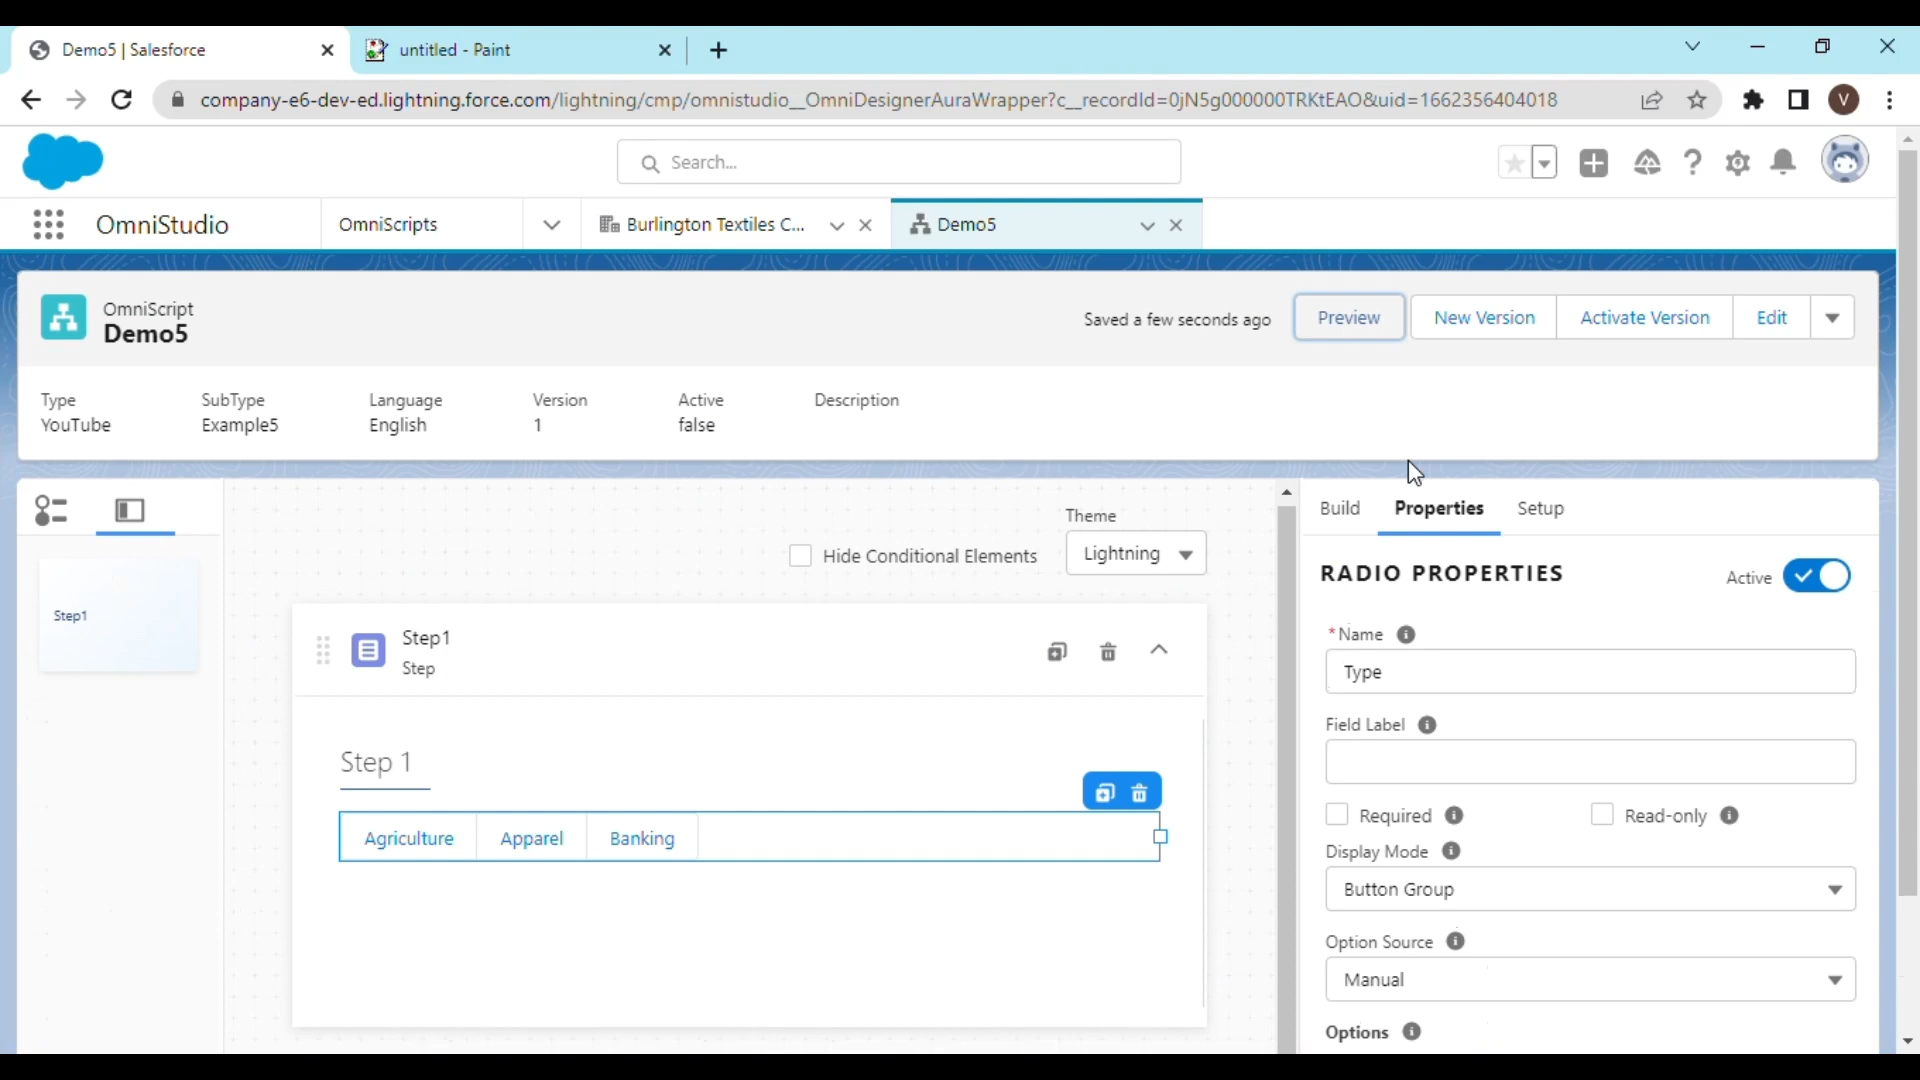 Demo5 | Salesforce
untitled - Paint
company-e6-dev-ed.lightning.force.com/lightning/cmp/omnistudio__OmniDesignerAuraWrapper?c__recordId=0jN5g000000TRKtEAO&uid=1662356404018
V
Search...
OmniStudio
OmniScripts
Burlington Textiles C...
Demo5
OmniScript
Demo5
Saved a few seconds ago
Preview
New Version
Activate Version
Edit
Type
SubType
Language
Version
Active
Description
YouTube
Example5
English
1
false
Build
Properties
Setup
Theme
Hide Conditional Elements
Lightning
RADIO PROPERTIES
Active
Step1
Step1
Step
*Name
Type
Field Label
Step 1
Required
Read-only
Agriculture
Apparel
Banking
Display Mode
Button Group
Option Source
Manual
Options